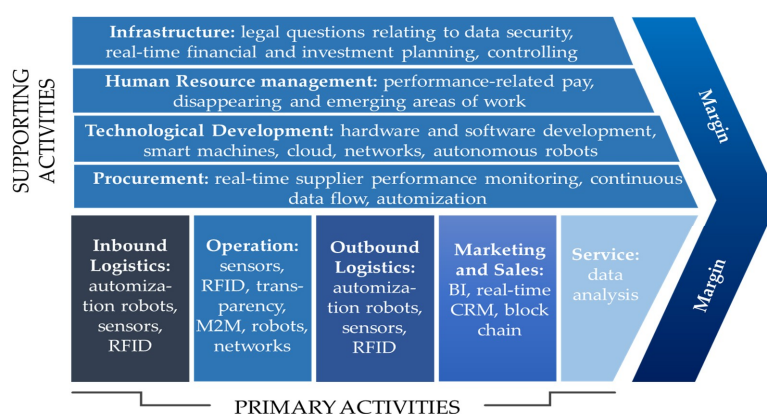 SUPPORTING
ACTIVITIES
Infrastructure: legal questions relating to data security,
real-time financial and investment planning, controlling
Human Resource management: performance-related pay,
disappearing and emerging areas of work
Technological Development: hardware and software development,
smart machines, cloud, networks, autonomous robots
Procurement: real-time supplier performance monitoring, continuous
data flow, automization
Inbound
Logistics:
automiza-
tion robots,
sensors,
RFID
Operation:
sensors,
RFID, trans-
parency,
M2M, robots,
networks
Outbound
Logistics:
automiza-
tion robots,
sensors,
RFID
Marketing
and Sales:
BI, real-time
CRM, block
chain
Service:
data
analysis
Margin
Margin
PRIMARY ACTIVITIES